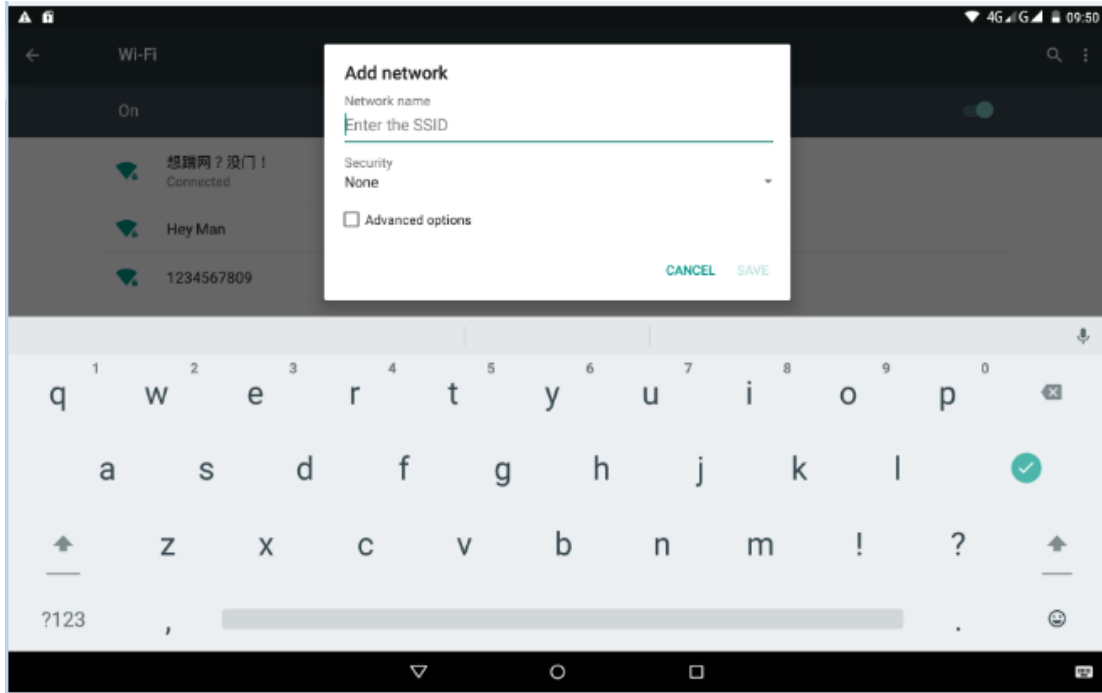 4G G 09:50
Wi-Fi
On
想蹭网？没门！
Connected
Hey Man
1234567809
Add network
Network name
Enter the SSID
Security
None
Advanced options
CANCEL SAVE
1 2 3 4 5 6 7 8 9 0
q w e r t y u i o p
a s d f g h j k l
z x c v b n m ! ?
?123 , .